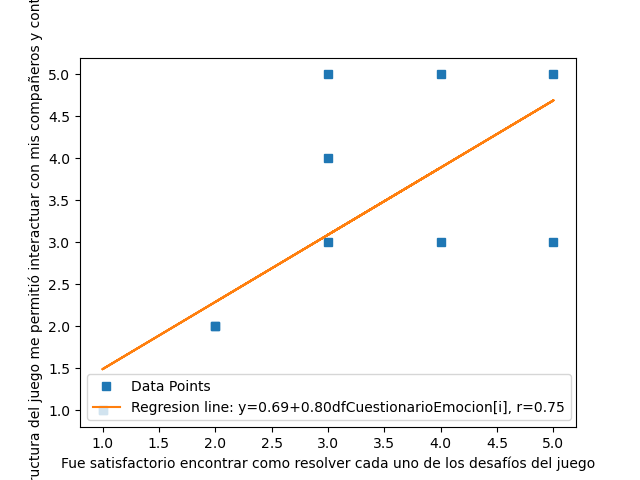 ructura del juego me permitió interactuar con mis compañeros y cont
5.0
4.5
4.0
3.5
3.0
2.5
2.0
1.5
1.0
Data Points
Regresion line: y=0.69+0.80dfCuestionarioEmocion[i], r=0.75
1.0 1.5 2.0 2.5 3.0 3.5 4.0 4.5 5.0
Fue satisfactorio encontrar como resolver cada uno de los desafíos del juego